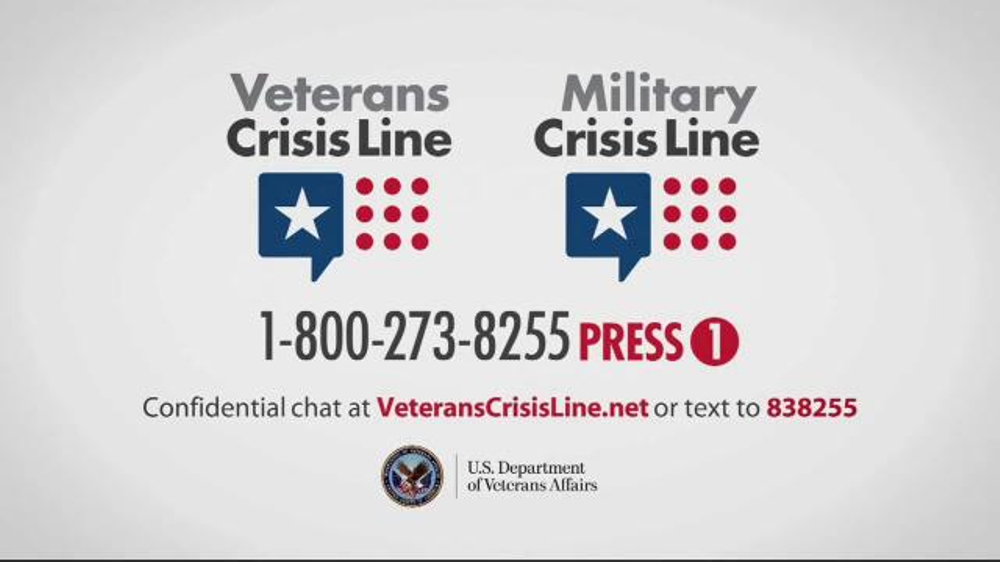 Veterans
Crisis Line
Military
Crisis Line
1-800-273-8255 PRESS 1
Confidential chat at VeteransCrisisLine.net or text to 838255
U.S. Department
of Veterans Affairs